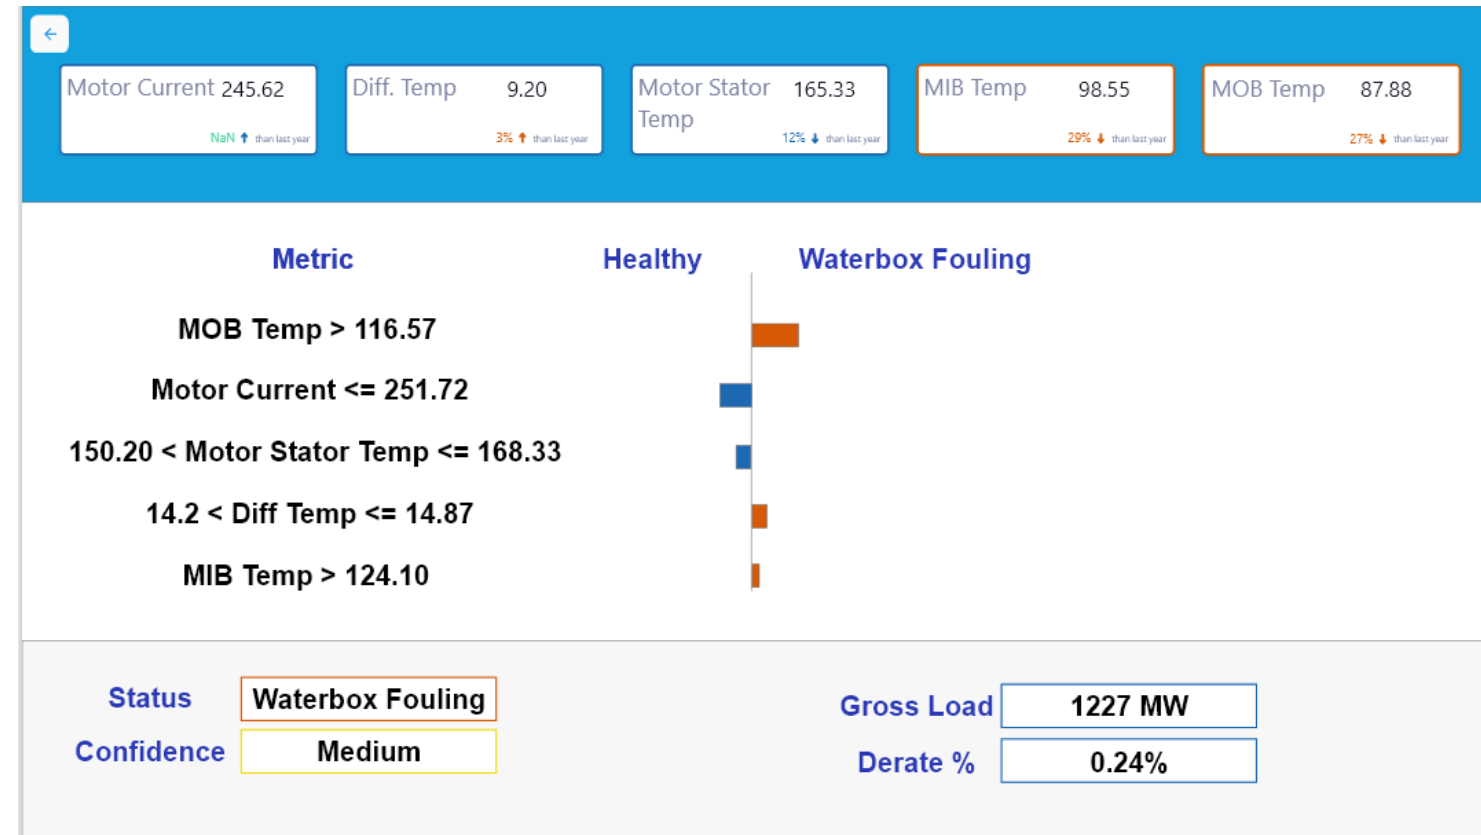 Motor Current 245.62
NaN ↑ than last year
Diff. Temp 9.20
3% ↑ than last year
Motor Stator Temp 165.33
12% ↓ than last year
MIB Temp 98.55
29% ↓ than last year
MOB Temp 87.88
27% ↓ than last year
Metric Healthy Waterbox Fouling
MOB Temp > 116.57
Motor Current <= 251.72
150.20 < Motor Stator Temp <= 168.33
14.2 < Diff Temp <= 14.87
MIB Temp > 124.10
Status Waterbox Fouling
Confidence Medium
Gross Load 1227 MW
Derate % 0.24%